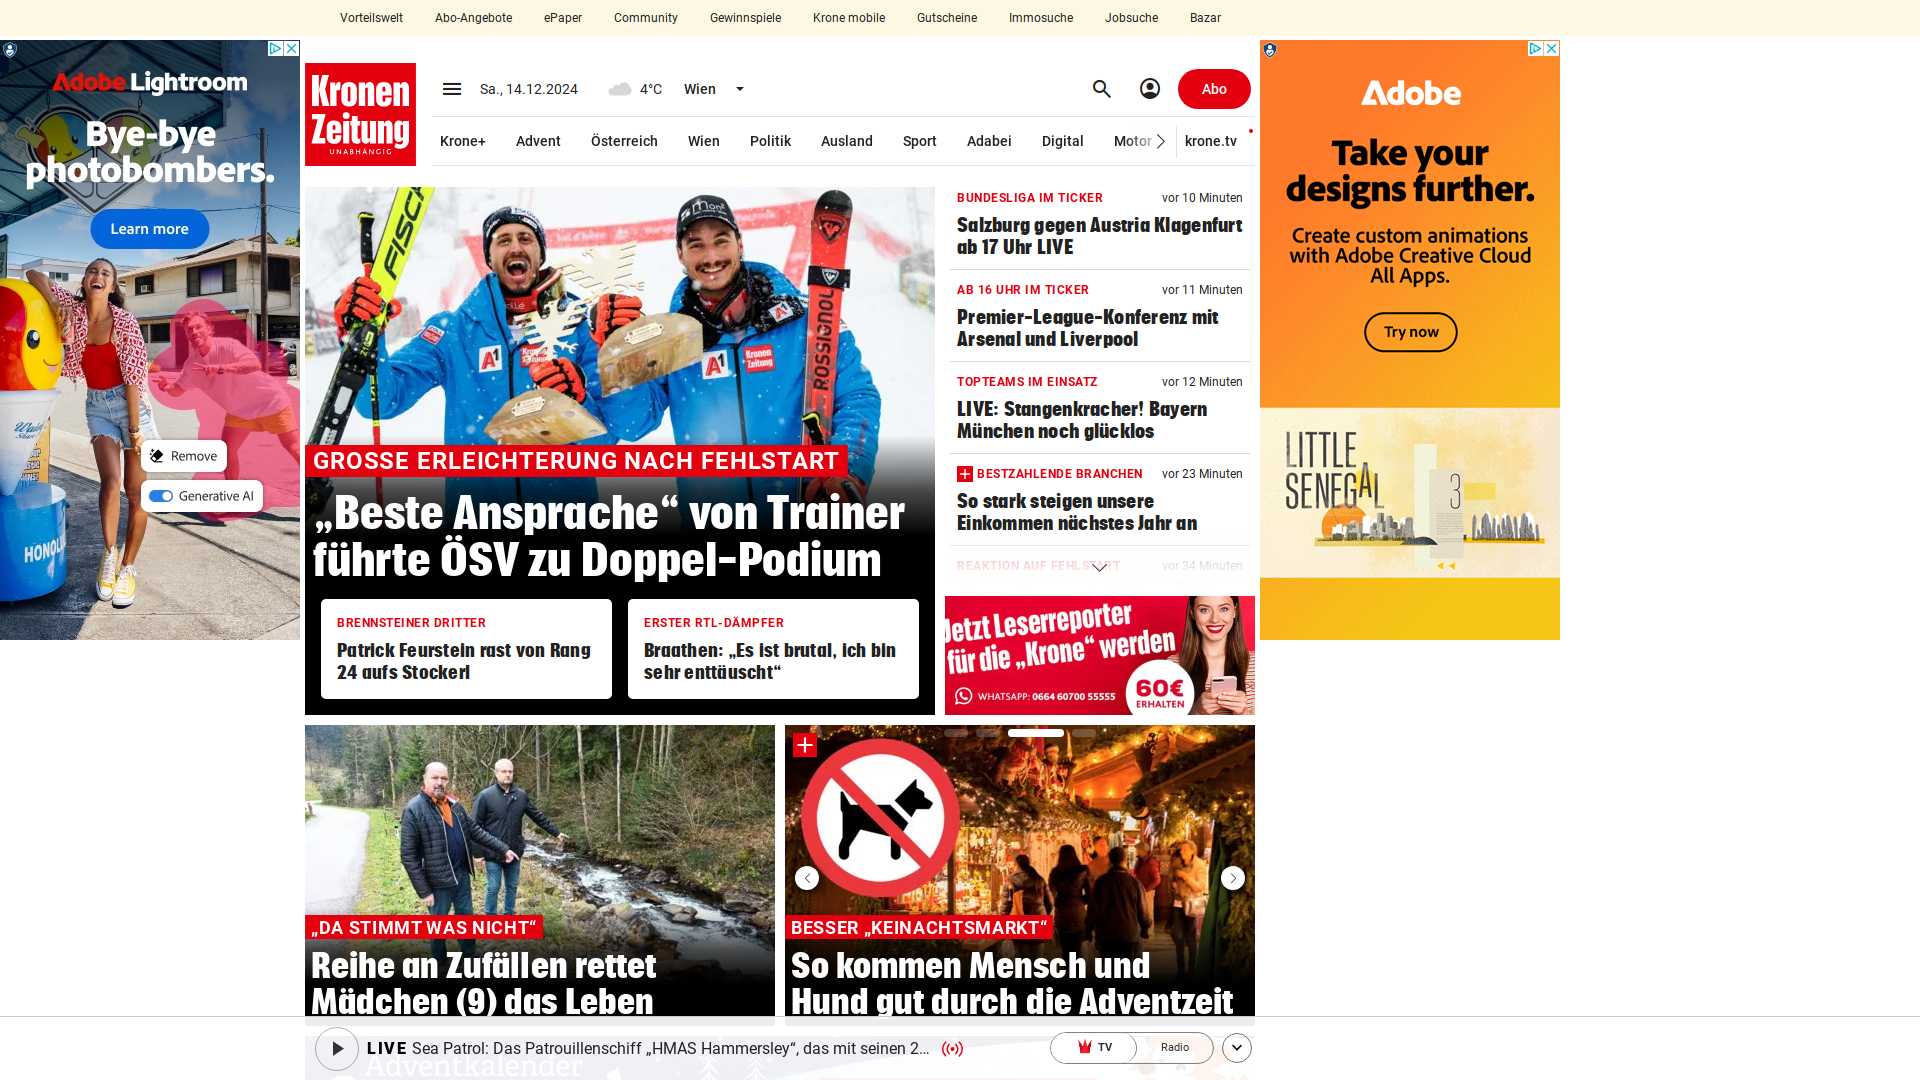 Vorteilswelt
Abo-Angebote
ePaper
Community
Gewinnspiele
Krone mobile
Gutscheine
Immosuche
Jobsuche
Bazar
Adobe Lightroom
Bye-bye
photobombers.
Learn more
Remove
Generative AI
Kronen
Zeitung
UNABHÄNGIG
Sa., 14.12.2024
4°C
Wien
Abo
Krone+
Advent
Österreich
Wien
Politik
Ausland
Sport
Adabei
Digital
Motor
krone.tv
FISCHER
ROSSIGNOL
A1
Kronen
Zeitung
A1
GROSSE ERLEICHTERUNG NACH FEHLSTART
„Beste Ansprache“ von Trainer
führte ÖSV zu Doppel-Podium
BRENNSTEINER DRITTER
Patrick Feurstein rast von Rang
24 aufs Stockerl
ERSTER RTL-DÄMPFER
Braathen: „Es ist brutal, ich bin
sehr enttäuscht“
BUNDESLIGA IM TICKER
vor 10 Minuten
Salzburg gegen Austria Klagenfurt
ab 17 Uhr LIVE
AB 16 UHR IM TICKER
vor 11 Minuten
Premier-League-Konferenz mit
Arsenal und Liverpool
TOPTEAMS IM EINSATZ
vor 12 Minuten
LIVE: Stangenkracher! Bayern
München noch glücklos
BESTZAHLENDE BRANCHEN
vor 23 Minuten
So stark steigen unsere
Einkommen nächstes Jahr an
REAKTION AUF FEHLSTART
vor 34 Minuten
Jetzt Leserreporter
für die „Krone“ werden
WHATSAPP: 0664 60700 55555
60€
ERHALTEN
Adobe
Take your
designs further.
Create custom animations
with Adobe Creative Cloud
All Apps.
Try now
LITTLE
SENEGAL
3
„DA STIMMT WAS NICHT“
Reihe an Zufällen rettet
Mädchen (9) das Leben
BESSER „KEINACHTSMARKT“
So kommen Mensch und
Hund gut durch die Adventzeit
LIVE Sea Patrol: Das Patrouillenschiff „HMAS Hammersley“, das mit seinen 2...
TV
Radio
Adventkalender